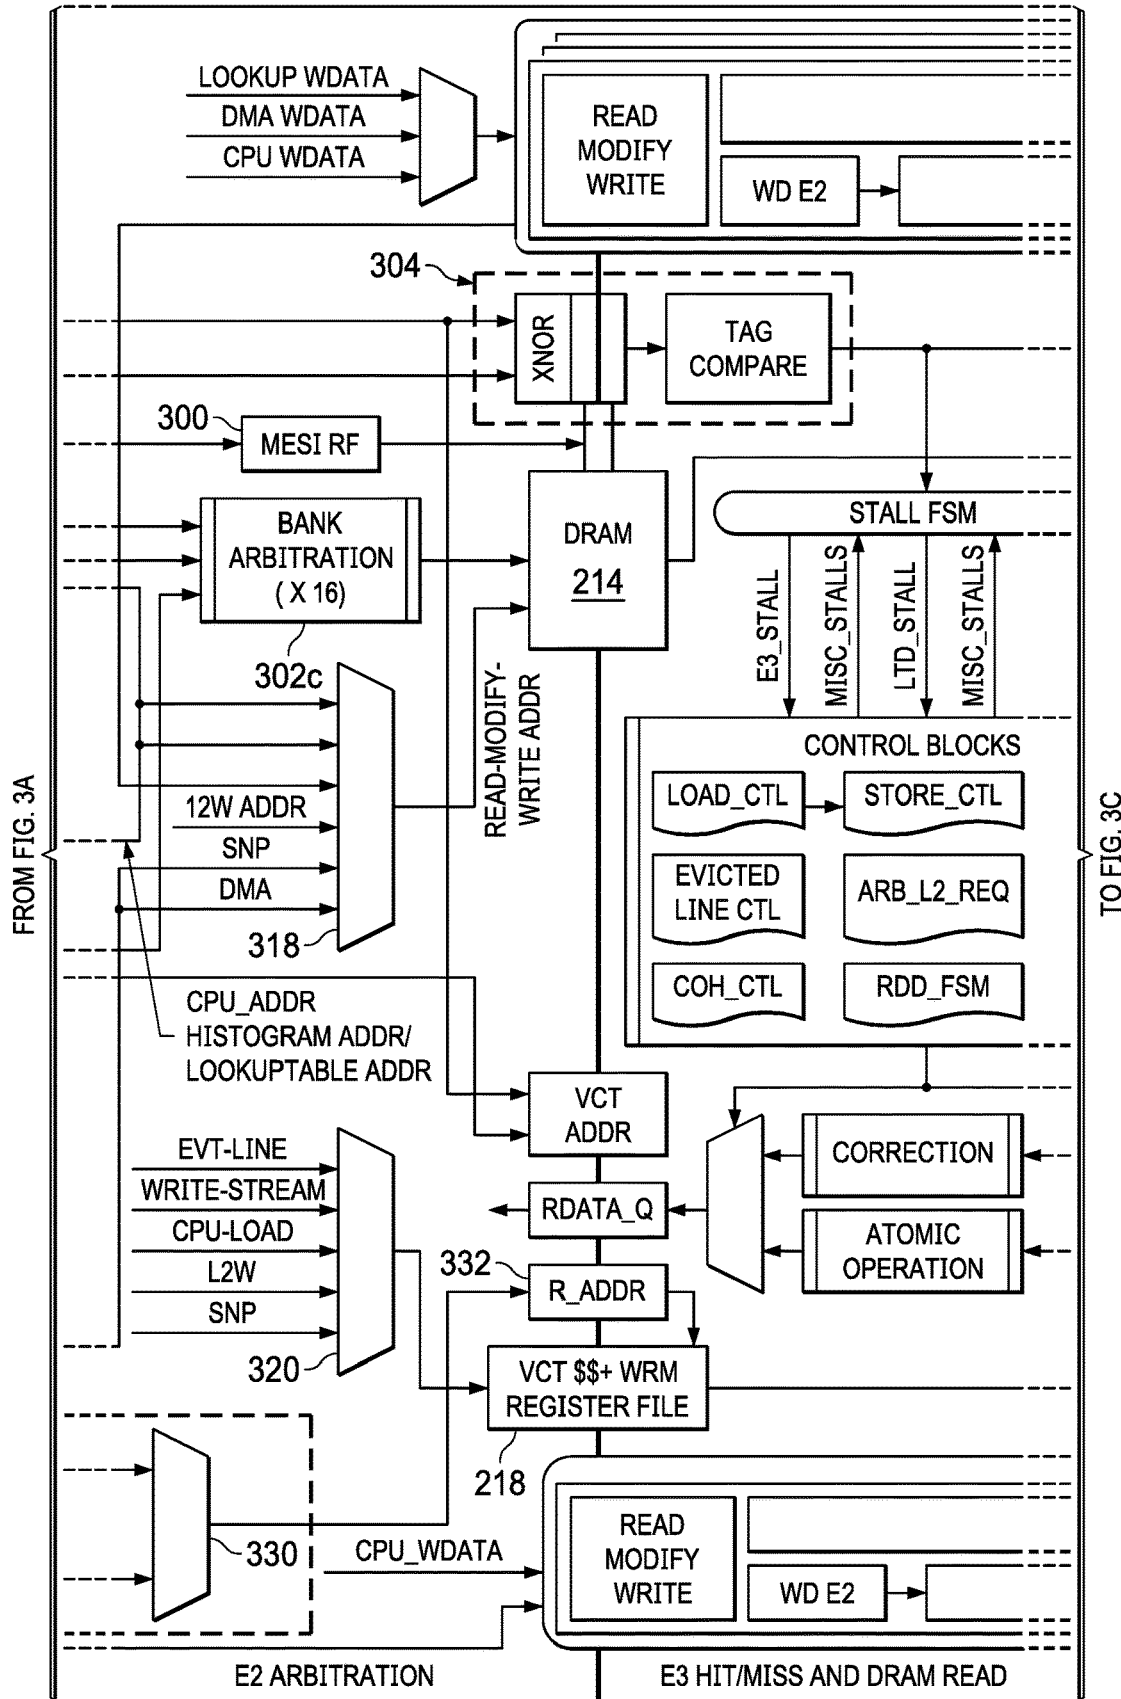 LOOKUP WDATA
DMA WDATA
CPU WDATA
READ
MODIFY
WRITE
WD E2
304
XNOR
TAG
COMPARE
300
MESI RF
BANK
ARBITRATION
( X 16)
302c
DRAM
214
STALL FSM
E3_STALL
MISC_STALLS
LTD_STALL
MISC_STALLS
READ-MODIFY-
WRITE ADDR
12W ADDR
SNP
DMA
318
CONTROL BLOCKS
LOAD_CTL
STORE_CTL
EVICTED
LINE CTL
ARB_L2_REQ
COH_CTL
RDD_FSM
FROM FIG. 3A
TO FIG. 3C
CPU_ADDR
HISTOGRAM ADDR/
LOOKUPTABLE ADDR
VCT
ADDR
EVT-LINE
WRITE-STREAM
CPU-LOAD
L2W
SNP
320
RDATA_Q
CORRECTION
ATOMIC
OPERATION
332
R_ADDR
VCT $$+ WRM
REGISTER FILE
218
330
CPU_WDATA
READ
MODIFY
WRITE
WD E2
E2 ARBITRATION
E3 HIT/MISS AND DRAM READ